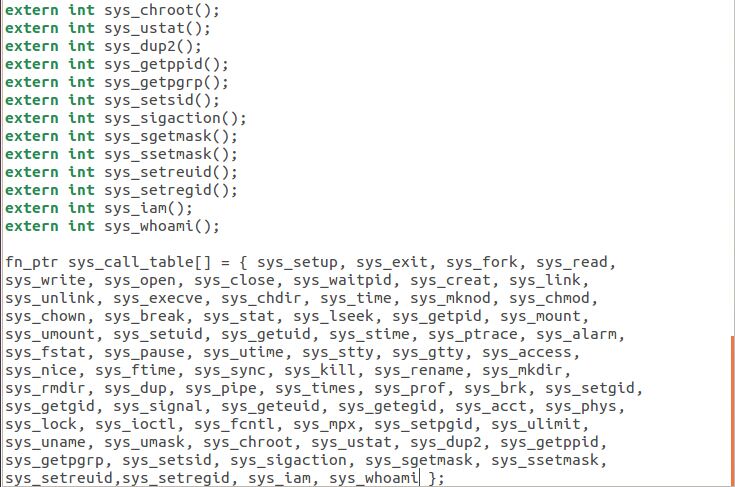 extern int sys_chroot();
extern int sys_ustat();
extern int sys_dup2();
extern int sys_getppid();
extern int sys_getpgrp();
extern int sys_setsid();
extern int sys_sigaction();
extern int sys_sgetmask();
extern int sys_ssetmask();
extern int sys_setreuid();
extern int sys_setregid();
extern int sys_iam();
extern int sys_whoami();
fn_ptr sys_call_table[] = { sys_setup, sys_exit, sys_fork, sys_read,
sys_write, sys_open, sys_close, sys_waitpid, sys_creat, sys_link,
sys_unlink, sys_execve, sys_chdir, sys_time, sys_mknod, sys_chmod,
sys_chown, sys_break, sys_stat, sys_lseek, sys_getpid, sys_mount,
sys_umount, sys_setuid, sys_getuid, sys_stime, sys_ptrace, sys_alarm,
sys_fstat, sys_pause, sys_utime, sys_stty, sys_gtty, sys_access,
sys_nice, sys_ftime, sys_sync, sys_kill, sys_rename, sys_mkdir,
sys_rmdir, sys_dup, sys_pipe, sys_times, sys_prof, sys_brk, sys_setgid,
sys_getgid, sys_signal, sys_geteuid, sys_getegid, sys_acct, sys_phys,
sys_lock, sys_ioctl, sys_fcntl, sys_mpx, sys_setpgid, sys_ulimit,
sys_uname, sys_umask, sys_chroot, sys_ustat, sys_dup2, sys_getppid,
sys_getpgrp, sys_setsid, sys_sigaction, sys_sgetmask, sys_ssetmask,
sys_setreuid,sys_setregid, sys_iam, sys_whoami };